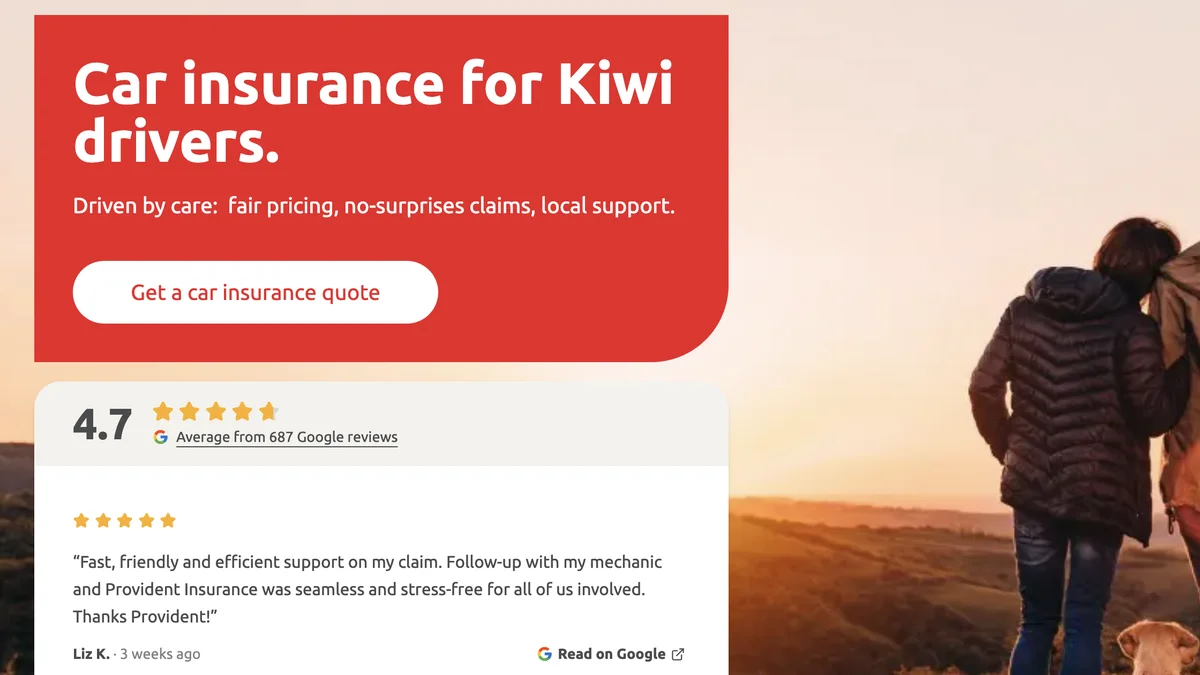 Car insurance for Kiwi
drivers.
Driven by care:  fair pricing, no-surprises claims, local support.
Get a car insurance quote
4.7
Average from 687 Google reviews
“Fast, friendly and efficient support on my claim. Follow-up with my mechanic
and Provident Insurance was seamless and stress-free for all of us involved.
Thanks Provident!”
Liz K. · 3 weeks ago
Read on Google